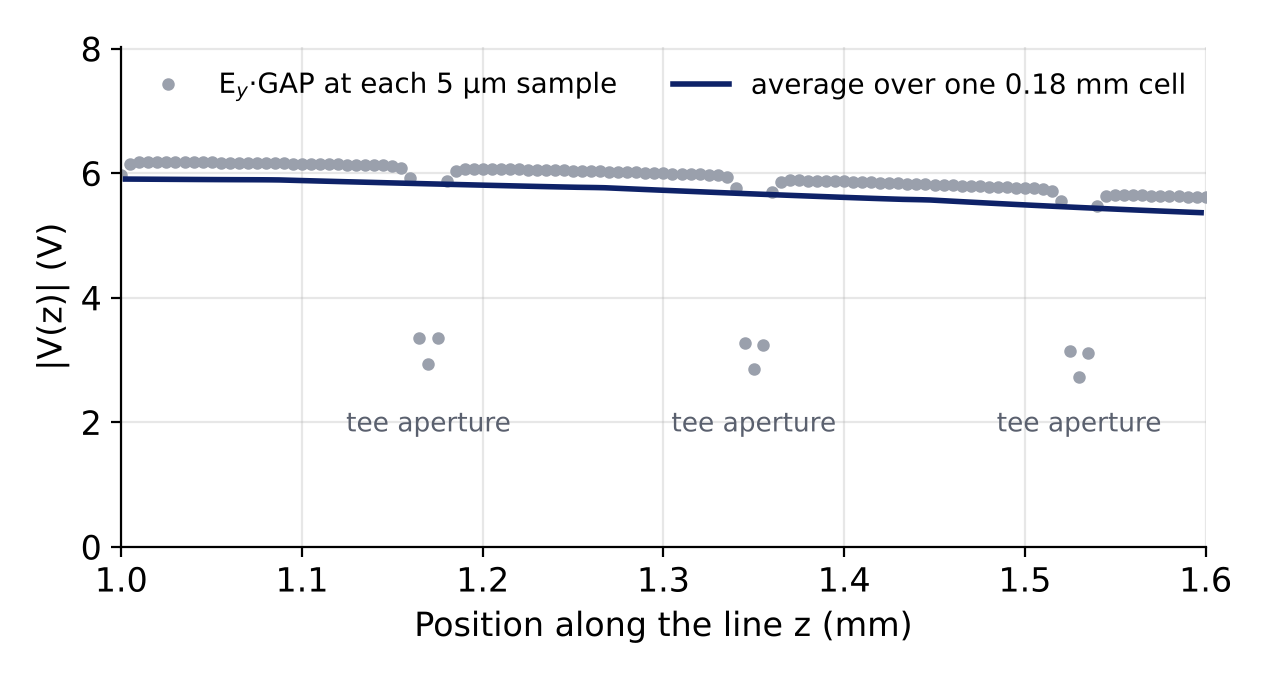 8
6
4
2
0
|V(z)| (V)
E_y·GAP at each 5 μm sample
average over one 0.18 mm cell
tee aperture
tee aperture
tee aperture
1.0 1.1 1.2 1.3 1.4 1.5 1.6
Position along the line z (mm)